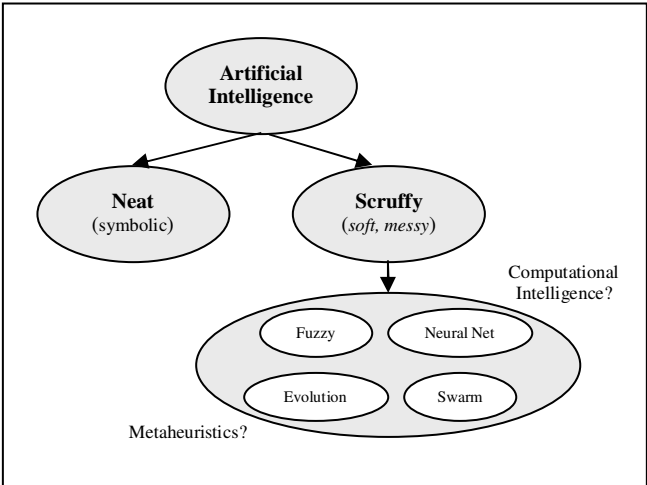 Artificial
Intelligence
Neat
(symbolic)
Scruffy
(soft, messy)
Computational
Intelligence?
Fuzzy
Neural Net
Evolution
Swarm
Metaheuristics?